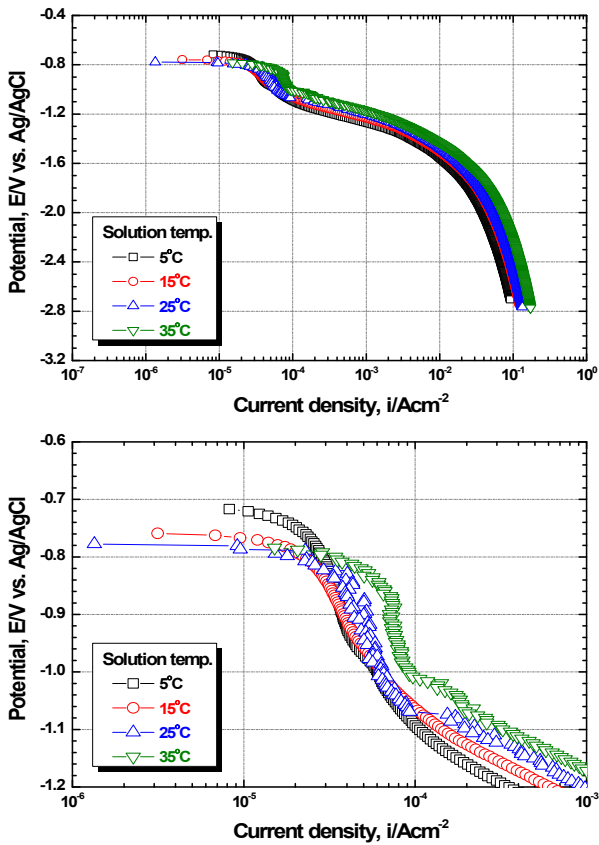 -0.4
-0.8
-1.2
-1.6
-2.0
-2.4
-2.8
-3.2
Potential, E/V vs. Ag/AgCl
Solution temp.
5°C
15°C
25°C
35°C
10⁻⁷ 10⁻⁶ 10⁻⁵ 10⁻⁴ 10⁻³ 10⁻² 10⁻¹ 10⁰
Current density, i/Acm⁻²
-0.6
-0.7
-0.8
-0.9
-1.0
-1.1
-1.2
Potential, E/V vs. Ag/AgCl
Solution temp.
5°C
15°C
25°C
35°C
10⁻⁶ 10⁻⁵ 10⁻⁴ 10⁻³
Current density, i/Acm⁻²